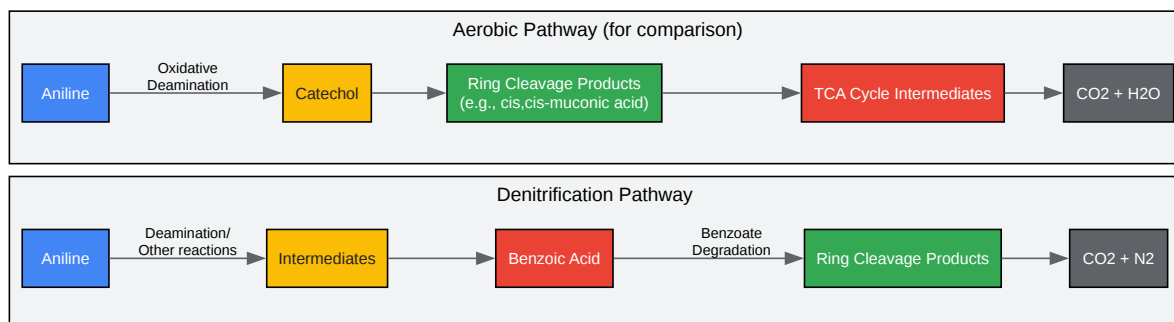 Aerobic Pathway (for comparison)
Aniline
Oxidative
Deamination
Catechol
Ring Cleavage Products
(e.g., cis,cis-muconic acid)
TCA Cycle Intermediates
CO2 + H2O
Denitrification Pathway
Aniline
Deamination/
Other reactions
Intermediates
Benzoic Acid
Benzoate
Degradation
Ring Cleavage Products
CO2 + N2